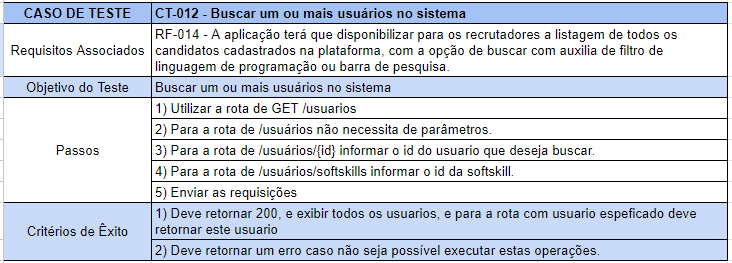 CASO DE TESTE CT-012 - Buscar um ou mais usuários no sistema
Requisitos Associados
RF-014 - A aplicação terá que disponibilizar para os recrutadores a listagem de todos os
candidatos cadastrados na plataforma, com a opção de buscar com auxilia de filtro de
linguagem de programação ou barra de pesquisa.
Objetivo do Teste Buscar um ou mais usuários no sistema
Passos
1) Utilizar a rota de GET /usuarios
2) Para a rota de /usuários não necessita de parâmetros.
3) Para a rota de /usuários/{id} informar o id do usuario que deseja buscar.
4) Para a rota de /usuários/softskills informar o id da softskill.
5) Enviar as requisições
Critérios de Êxito
1) Deve retornar 200, e exibir todos os usuarios, e para a rota com usuario espeficado deve
retornar este usuario
2) Deve retornar um erro caso não seja possível executar estas operações.